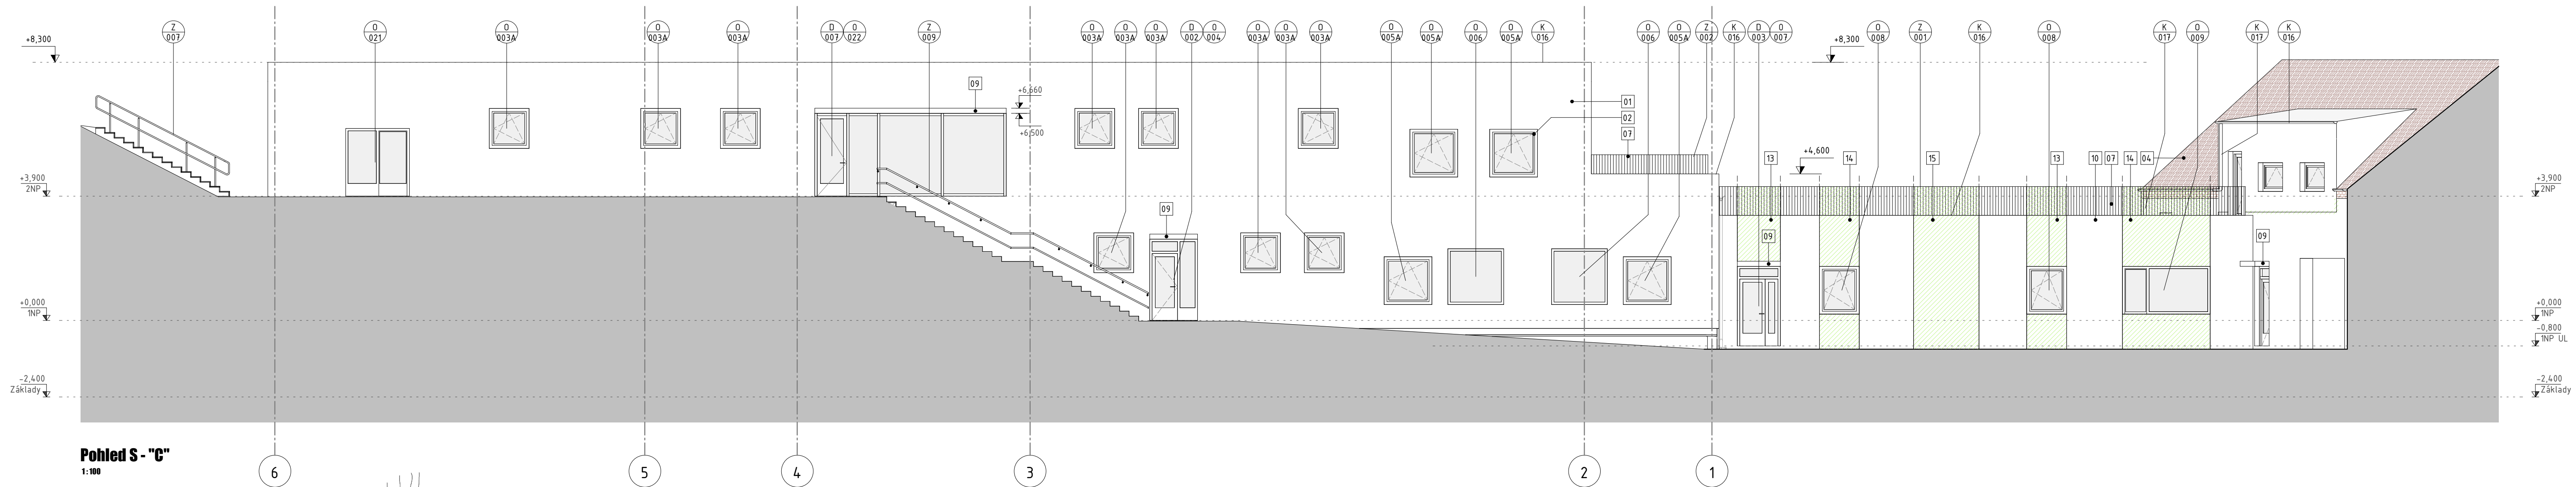 Z 007
O 021
O 003A
O 003A
O 003A
D 007
O 022
Z 009
O 003A
O 003A
O 003A
D 002
O 004
O 003A
O 003A
O 003A
O 005A
O 005A
O 006
O 005A
K 016
O 006
O 005A
Z 002
K 016
D 003
O 007
O 008
Z 001
K 016
O 008
K 017
O 009
K 017
K 016
+8,300
+8,300
09
+6,660
+6,500
01
02
07
+4,600
13
14
15
13
10
07
14
04
+3,900
2NP
+3,900
2NP
09
09
09
+0,000
1NP
+0,000
1NP
-0,800
1NP UL
-2,400
Základy
-2,400
Základy
Pohled S - "C"
1 : 100
6
5
4
3
2
1